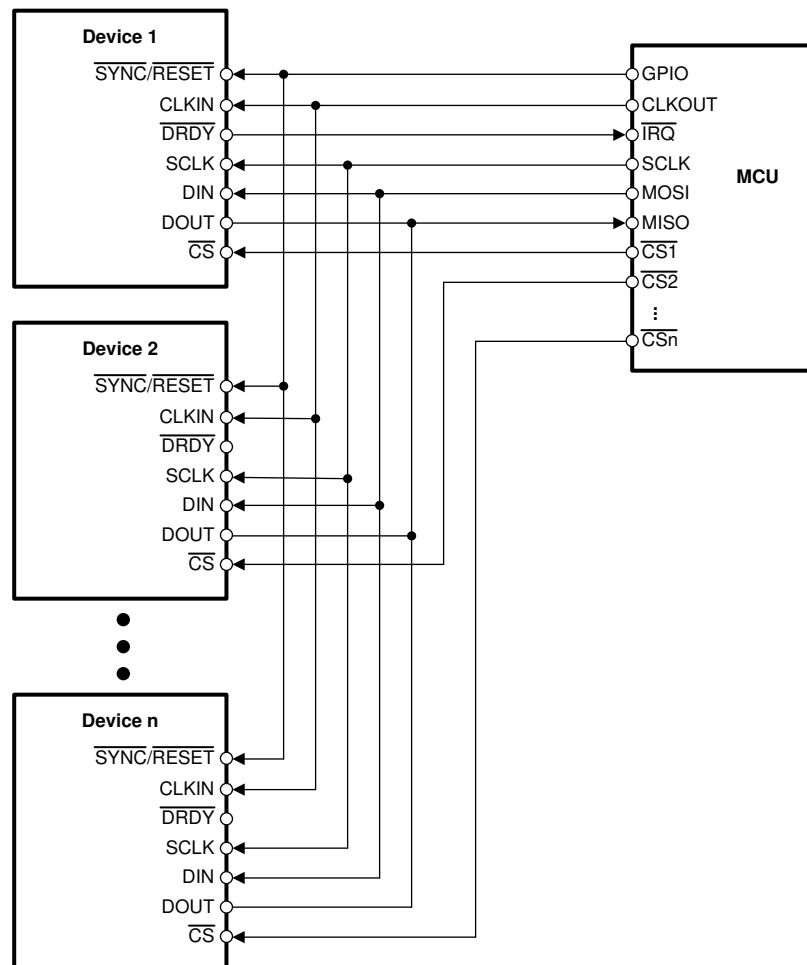 Device 1
SYNC/RESET
CLKIN
DRDY
SCLK
DIN
DOUT
CS
GPIO
CLKOUT
IRQ
SCLK
MOSI
MISO
CS1
CS2
⋮
CSn
MCU
Device 2
SYNC/RESET
CLKIN
DRDY
SCLK
DIN
DOUT
CS
Device n
SYNC/RESET
CLKIN
DRDY
SCLK
DIN
DOUT
CS